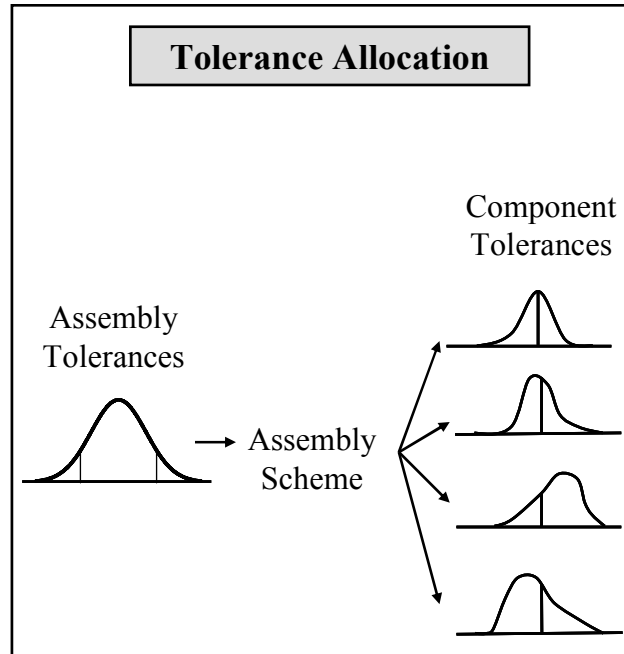 Tolerance Allocation
Component
Tolerances
Assembly
Tolerances
Assembly
Scheme